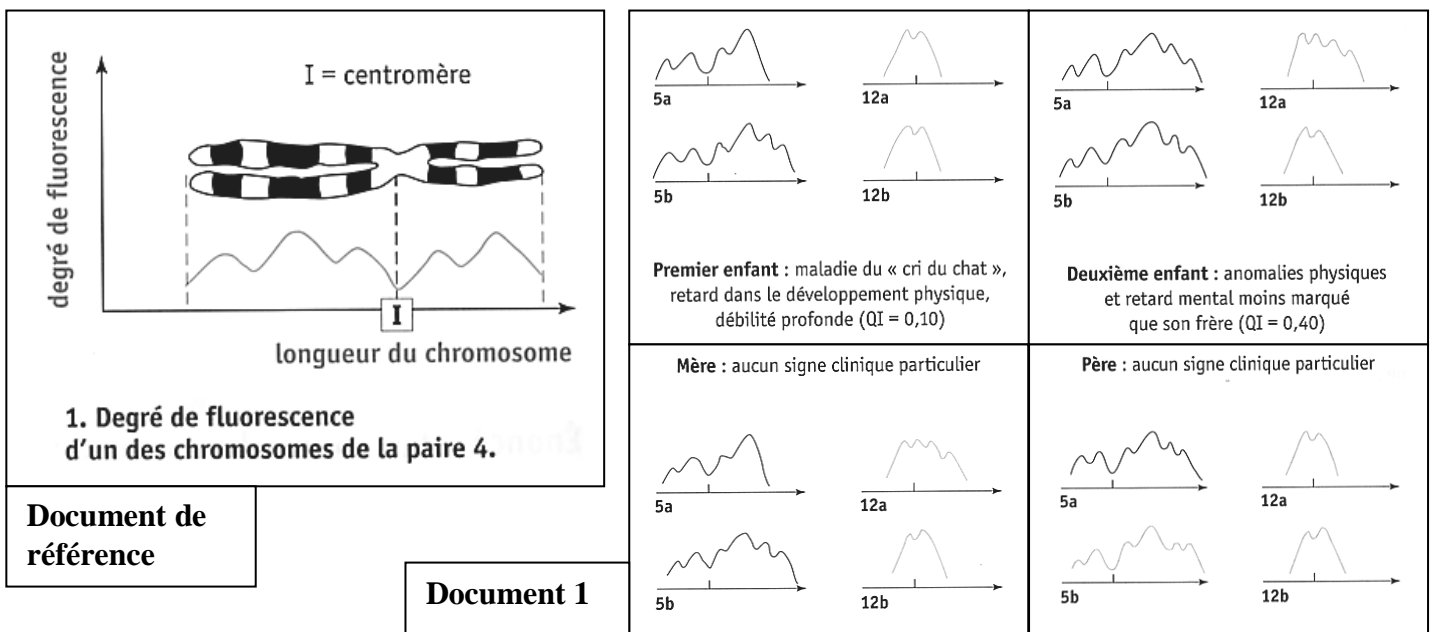 degré de fluorescence
I = centromère
I
longueur du chromosome
1. Degré de fluorescence
d'un des chromosomes de la paire 4.
Document de
référence
Document 1
5a
12a
5b
12b
Premier enfant : maladie du « cri du chat »,
retard dans le développement physique,
débilité profonde (QI = 0,10)
5a
12a
5b
12b
Deuxième enfant : anomalies physiques
et retard mental moins marqué
que son frère (QI = 0,40)
Mère : aucun signe clinique particulier
5a
12a
5b
12b
Père : aucun signe clinique particulier
5a
12a
5b
12b